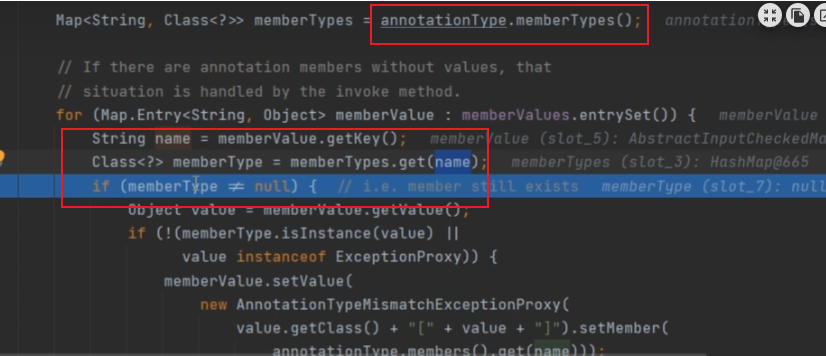 Map<String, Class<?>> memberTypes = annotationType.memberTypes(); annotation
// If there are annotation members without values, that
// situation is handled by the invoke method.
for (Map.Entry<String, Object> memberValue : memberValues.entrySet()) { memberValue
String name = memberValue.getKey(); memberValue (slot_5): AbstractInputCheckedMa
Class<?> memberType = memberTypes.get(name); memberTypes (slot_3): HashMap@665
if (memberType ≠ null) { // i.e. member still exists memberType (slot_7): null
Object value = memberValue.getValue();
if (!(memberType.isInstance(value) ||
value instanceof ExceptionProxy)) {
memberValue.setValue(
new AnnotationTypeMismatchExceptionProxy(
value.getClass() + "[" + value + "]").setMember(
annotationType.members().get(name)));